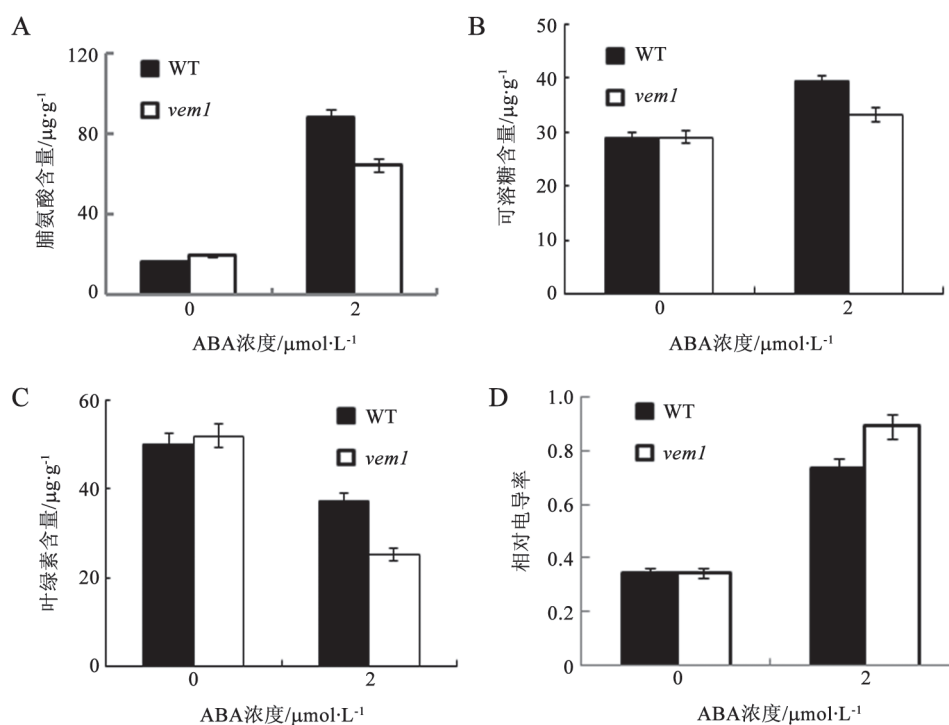 A
脯氨酸含量/μg·g⁻¹
120
80
40
0
WT
vem1
0
2
ABA浓度/μmol·L⁻¹
B
可溶糖含量/μg·g⁻¹
50
40
30
20
10
0
WT
vem1
0
2
ABA浓度/μmol·L⁻¹
C
叶绿素含量/μg·g⁻¹
60
40
20
0
WT
vem1
0
2
ABA浓度/μmol·L⁻¹
D
相对电导率
1.0
0.8
0.6
0.4
0.2
0
WT
vem1
0
2
ABA浓度/μmol·L⁻¹